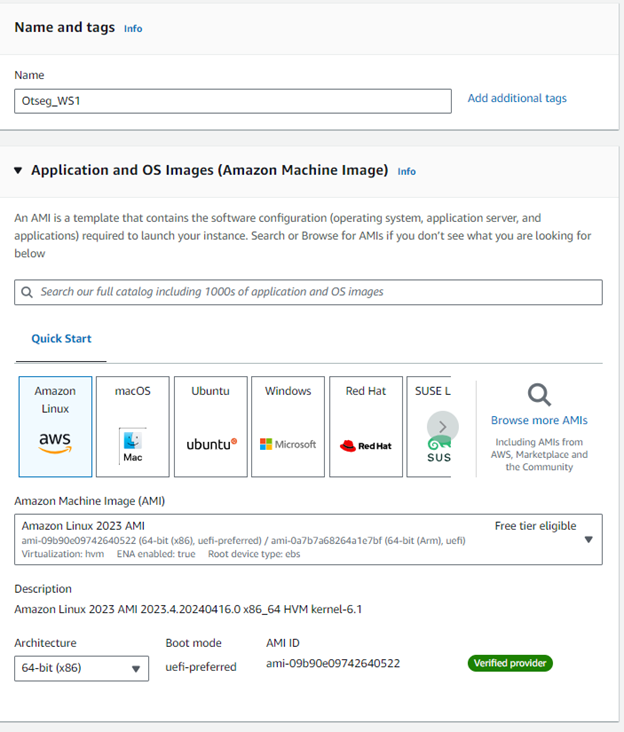 Name and tags Info
Name
Otseg_WS1
Add additional tags
Application and OS Images (Amazon Machine Image) Info
An AMI is a template that contains the software configuration (operating system, application server, and
applications) required to launch your instance. Search or Browse for AMIs if you don't see what you are looking for
below
Search our full catalog including 1000s of application and OS images
Quick Start
Amazon
Linux
aws
macOS
Mac
Ubuntu
ubuntu
Windows
Microsoft
Red Hat
Red Hat
SUSE L
SUS
Browse more AMIs
Including AMIs from
AWS, Marketplace and
the Community
Amazon Machine Image (AMI)
Amazon Linux 2023 AMI Free tier eligible
ami-09b90e09742640522 (64-bit (x86), uefi-preferred) / ami-0a7b7a68264a1e7bf (64-bit (Arm), uefi)
Virtualization: hvm ENA enabled: true Root device type: ebs
Description
Amazon Linux 2023 AMI 2023.4.20240416.0 x86_64 HVM kernel-6.1
Architecture Boot mode AMI ID
64-bit (x86) uefi-preferred ami-09b90e09742640522 Verified provider